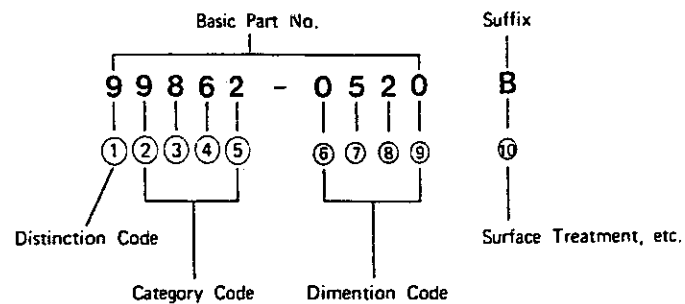 Basic Part No. Suffix
9 9 8 6 2 - 0 5 2 0 B
① ② ③ ④ ⑤ ⑥ ⑦ ⑧ ⑨ ⑩
Distinction Code Surface Treatment, etc.
Category Code Dimention Code